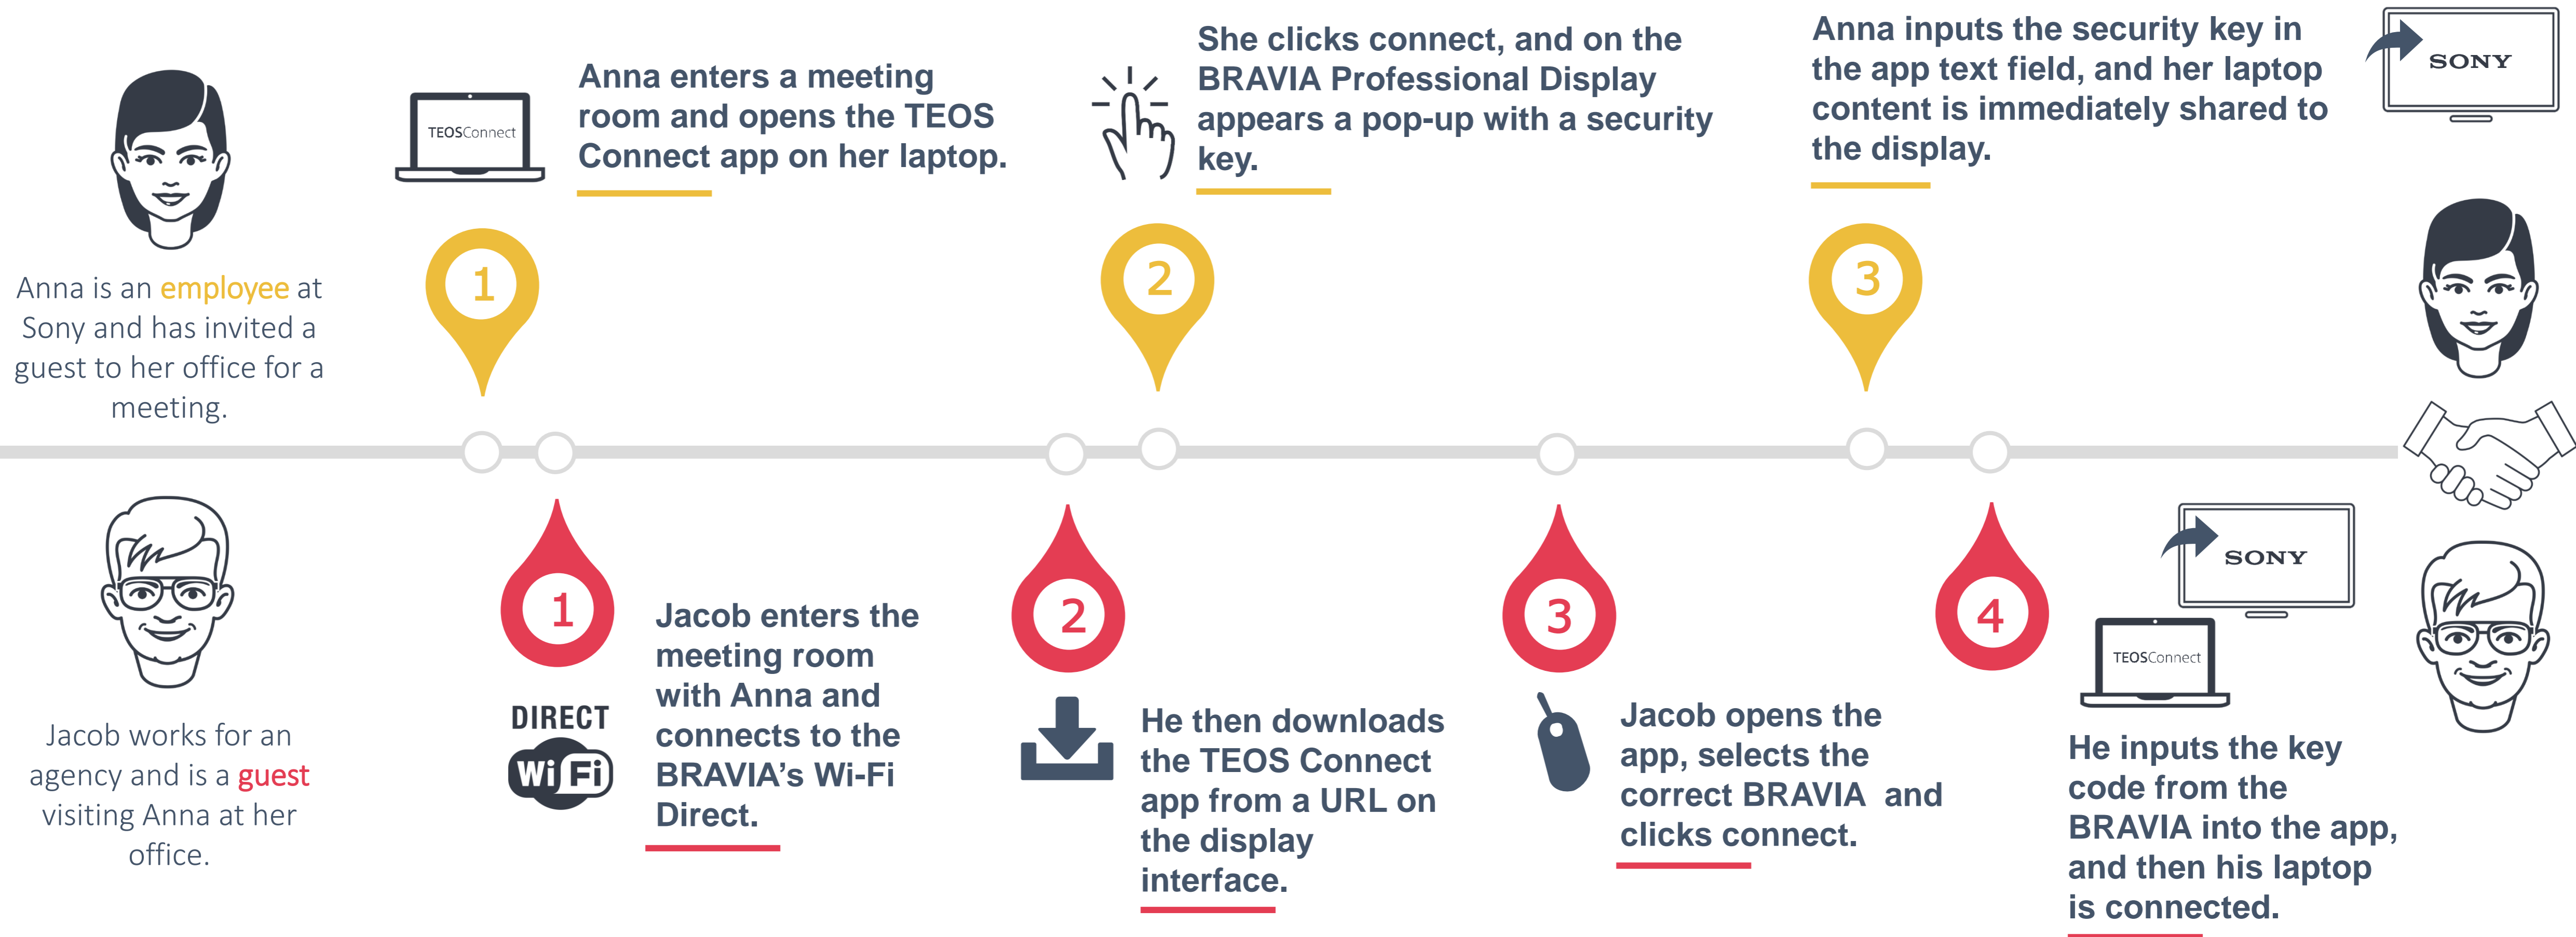 Anna is an employee at
Sony and has invited a
guest to her office for a
meeting.
TEOSConnect
Anna enters a meeting
room and opens the TEOS
Connect app on her laptop.
1
She clicks connect, and on the
BRAVIA Professional Display
appears a pop-up with a security
key.
2
Anna inputs the security key in
the app text field, and her laptop
content is immediately shared to
the display.
3
SONY
Jacob works for an
agency and is a guest
visiting Anna at her
office.
1
DIRECT
Wi Fi
Jacob enters the
meeting room
with Anna and
connects to the
BRAVIA’s Wi-Fi
Direct.
2
He then downloads
the TEOS Connect
app from a URL on
the display
interface.
3
Jacob opens the
app, selects the
correct BRAVIA and
clicks connect.
4
SONY
TEOSConnect
He inputs the key
code from the
BRAVIA into the app,
and then his laptop
is connected.